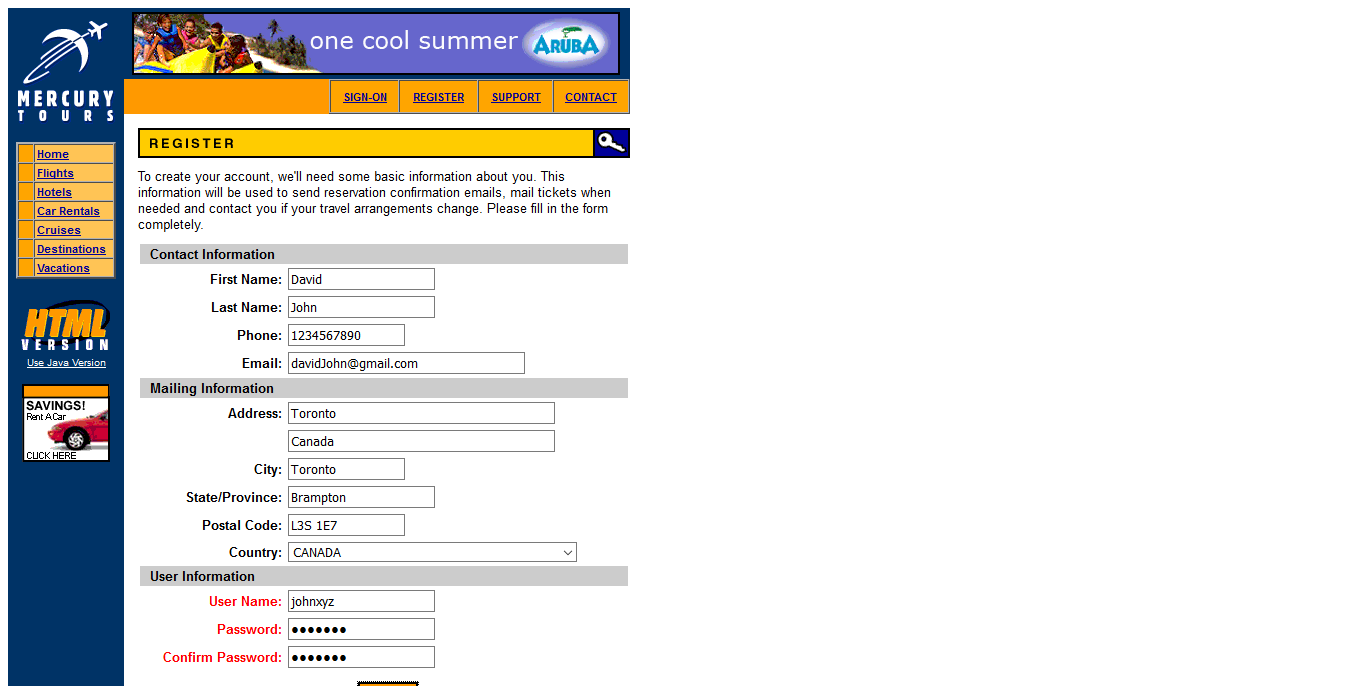 one cool summer ARUBA
MERCURY
TOURS
SIGN-ON REGISTER SUPPORT CONTACT
Home
Flights
Hotels
Car Rentals
Cruises
Destinations
Vacations
HTML
VERSION
Use Java Version
SAVINGS!
Rent A Car
CLICK HERE
REGISTER
To create your account, we'll need some basic information about you. This
information will be used to send reservation confirmation emails, mail tickets when
needed and contact you if your travel arrangements change. Please fill in the form
completely.
Contact Information
First Name: David
Last Name: John
Phone: 1234567890
Email: davidJohn@gmail.com
Mailing Information
Address: Toronto
Canada
City: Toronto
State/Province: Brampton
Postal Code: L3S 1E7
Country: CANADA
User Information
User Name: johnxyz
Password: •••••••
Confirm Password: •••••••